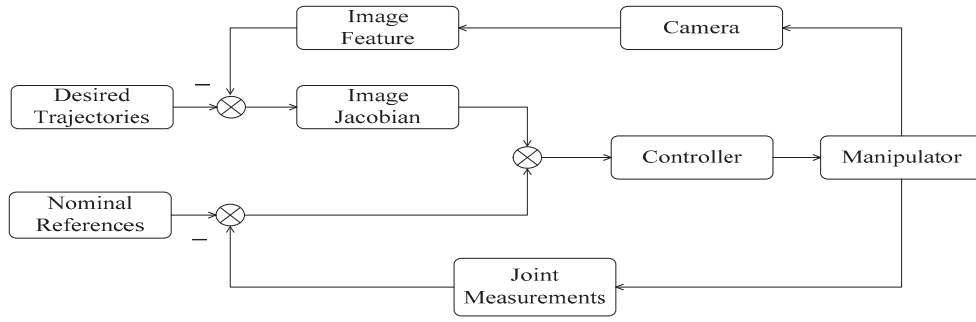 Image
Feature
Camera
−
Desired
Trajectories
Image
Jacobian
Controller
Manipulator
Nominal
References
−
Joint
Measurements